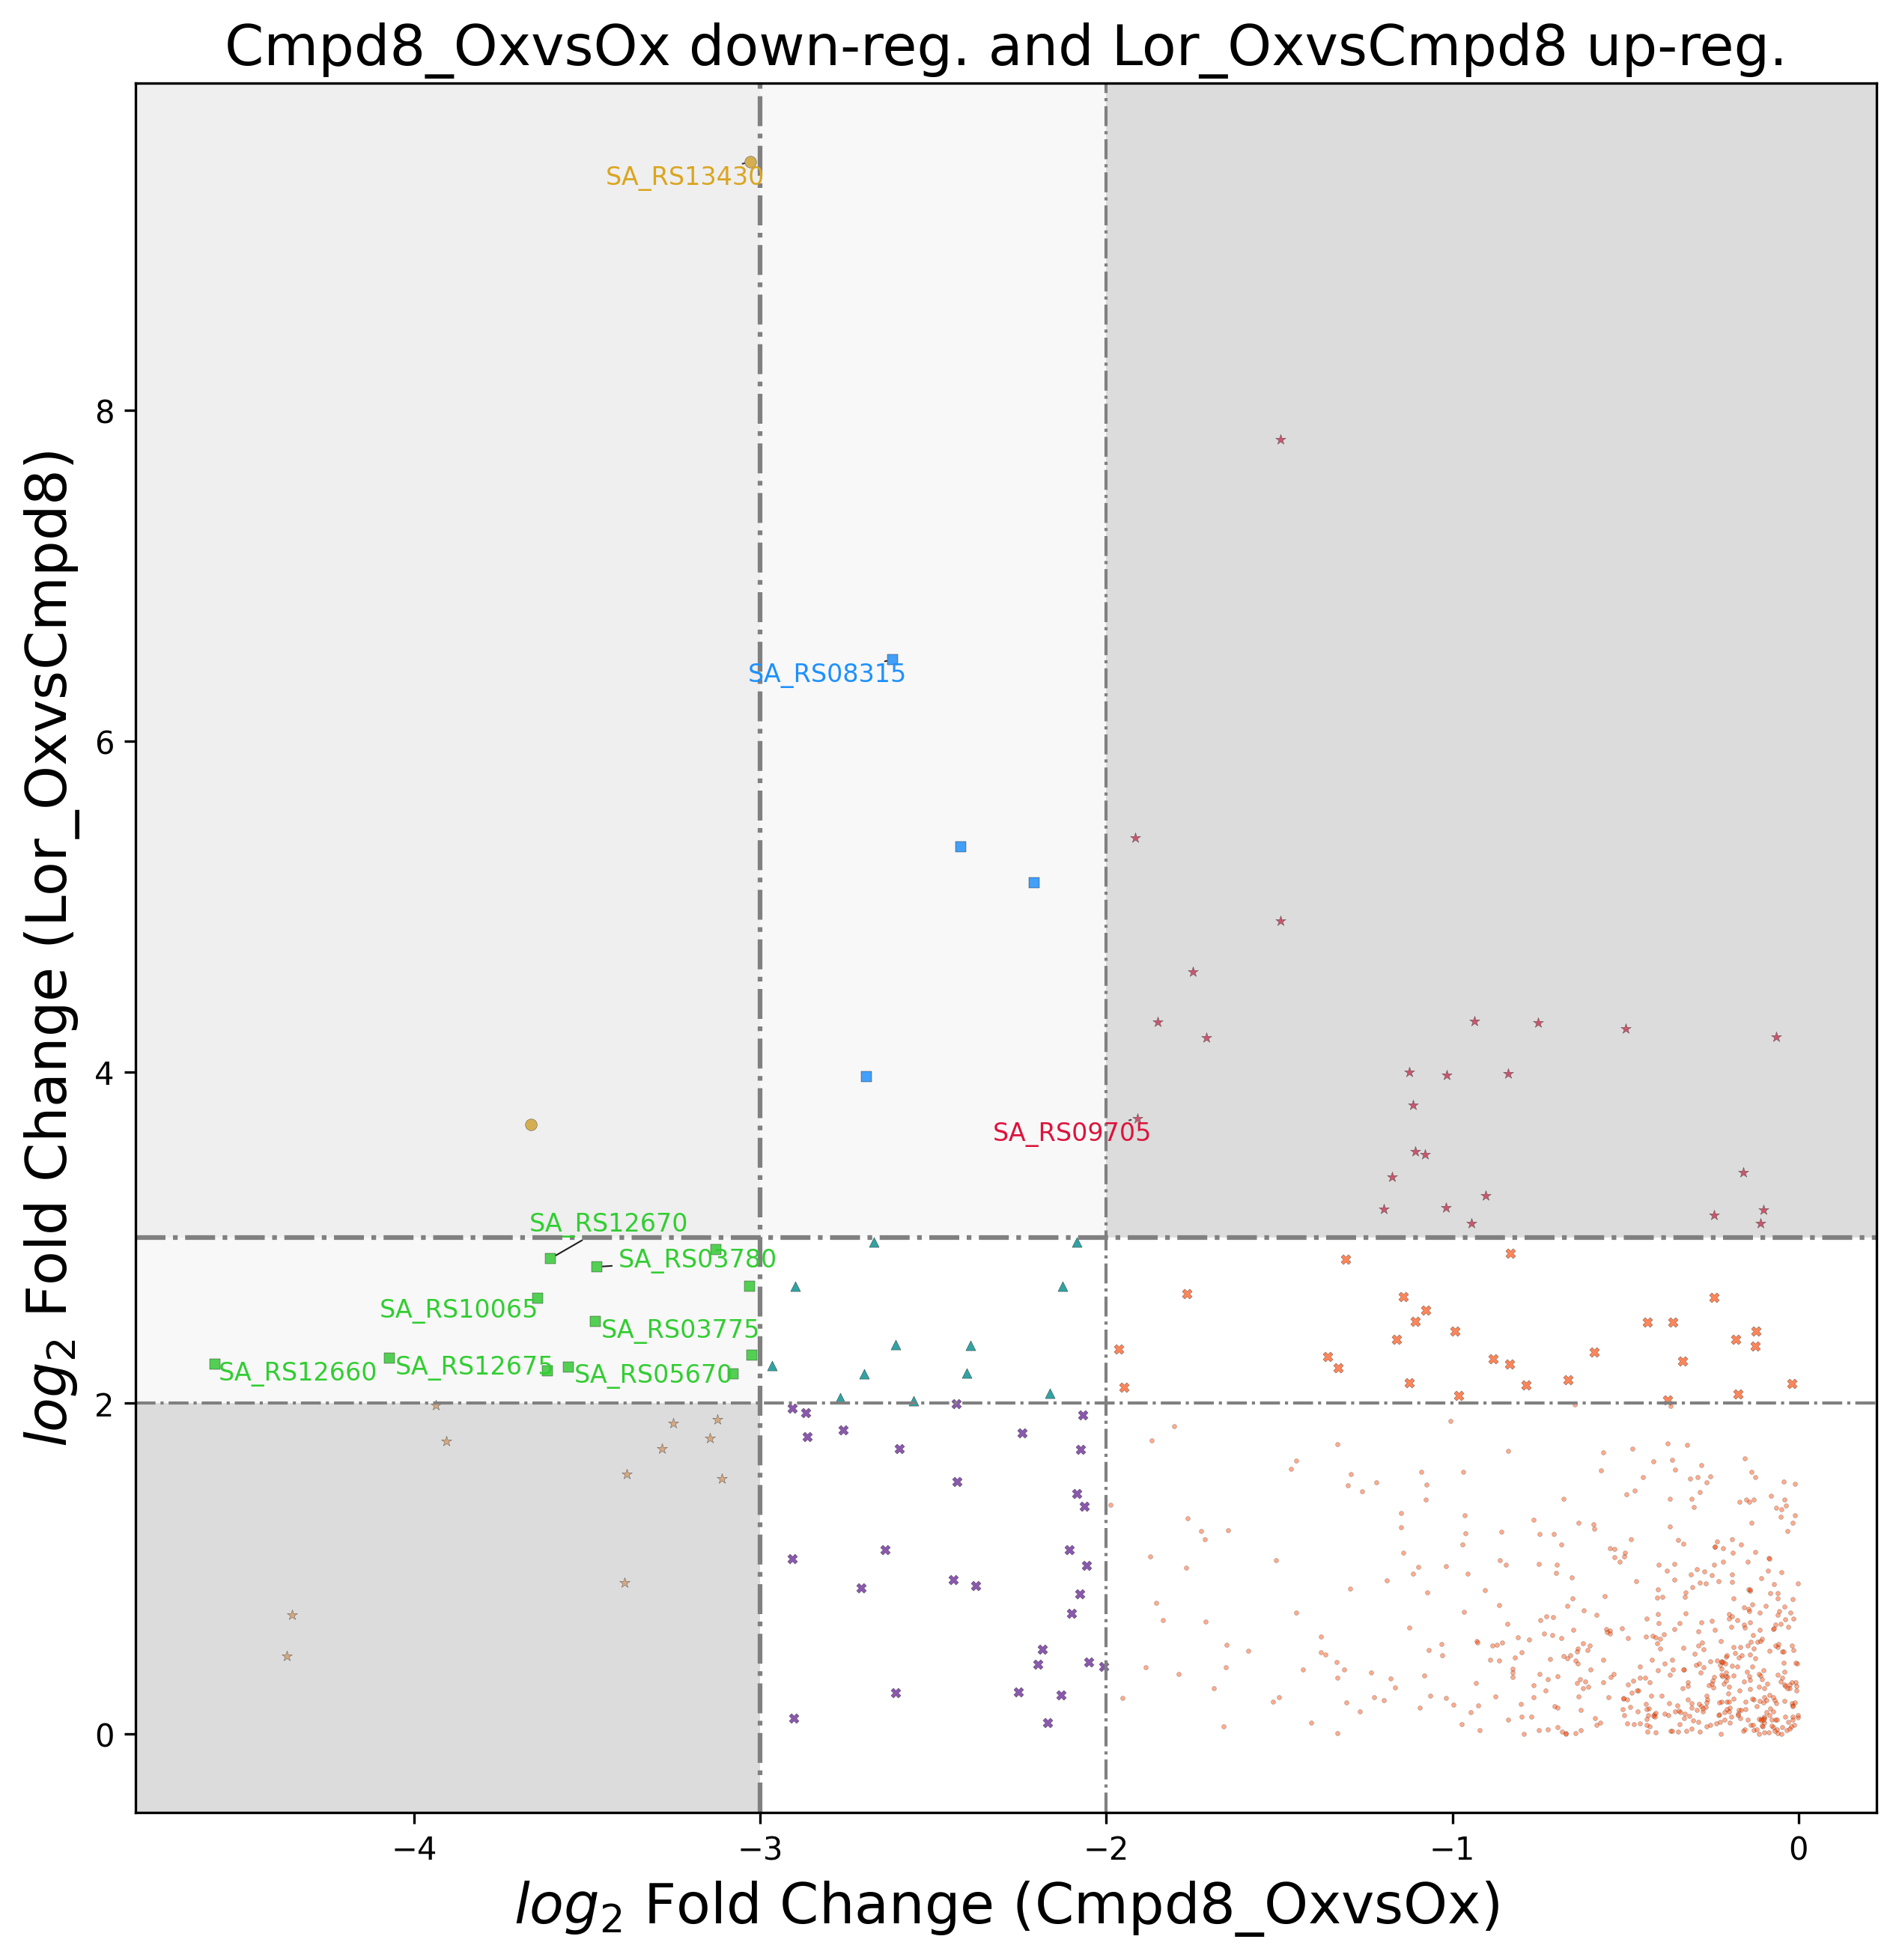 Cmpd8_OxvsOx down-reg. and Lor_OxvsCmpd8 up-reg.
log2 Fold Change (Lor_OxvsCmpd8)
8
6
4
2
0
SA_RS13430
SA_RS08315
SA_RS09705
SA_RS12670
SA_RS03780
SA_RS10065
SA_RS03775
SA_RS12660
SA_RS12675
SA_RS05670
−4
−3
−2
−1
0
log2 Fold Change (Cmpd8_OxvsOx)